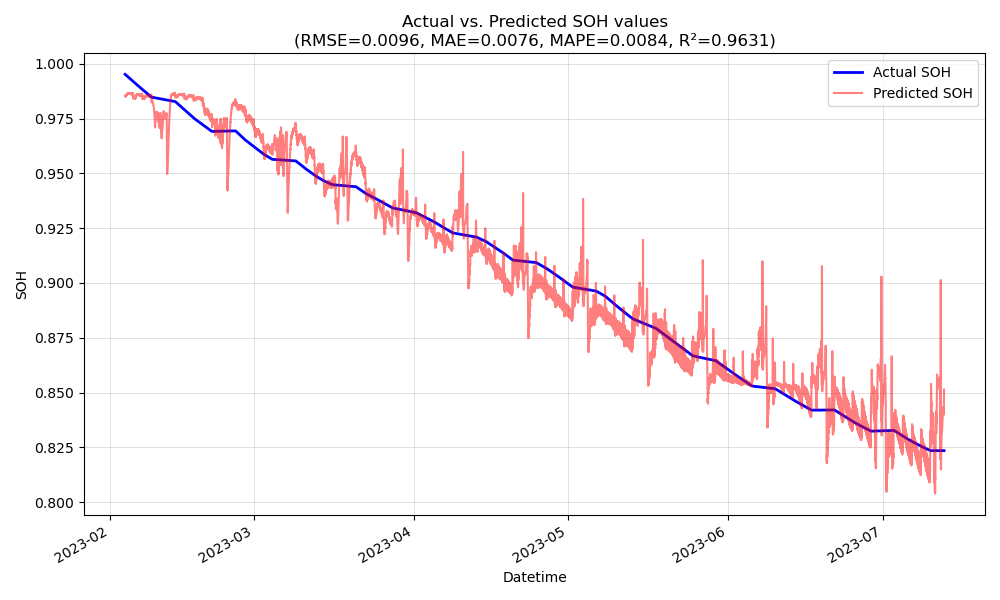 Actual vs. Predicted SOH values
(RMSE=0.0096, MAE=0.0076, MAPE=0.0084, R²=0.9631)
Actual SOH
Predicted SOH
SOH
1.000
0.975
0.950
0.925
0.900
0.875
0.850
0.825
0.800
2023-02
2023-03
2023-04
2023-05
2023-06
2023-07
Datetime